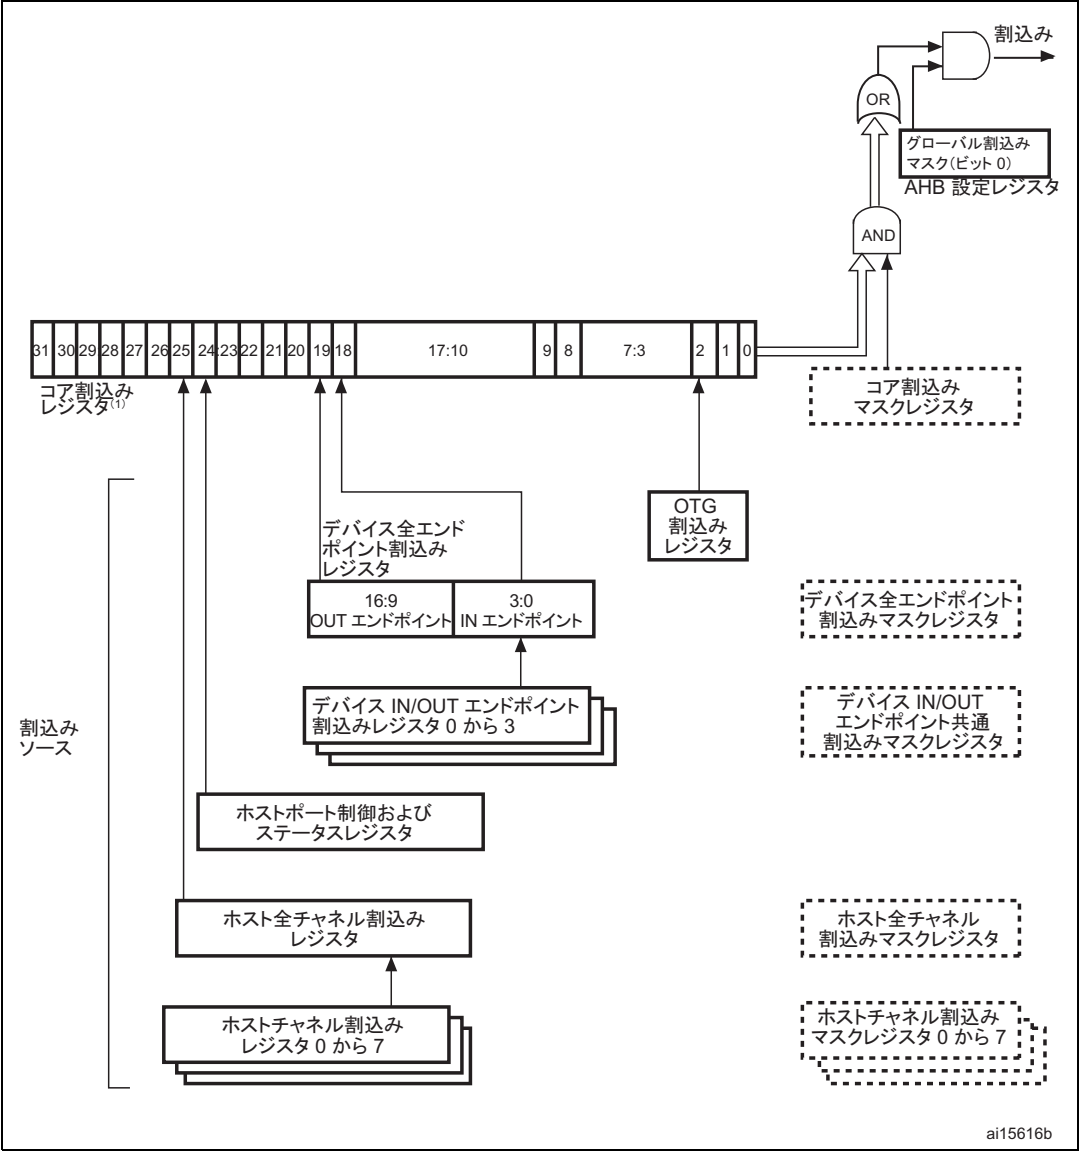 割込み
OR
グローバル割込み
マスク(ビット 0)
AHB 設定レジスタ
AND
31 30 29 28 27 26 25 24 23 22 21 20 19 18 17:10 9 8 7:3 2 1 0
コア割込み
レジスタ(1)
コア割込み
マスクレジスタ
OTG
割込み
レジスタ
デバイス全エンド
ポイント割込み
レジスタ
16:9
OUT エンドポイント
3:0
IN エンドポイント
デバイス全エンドポイント
割込みマスクレジスタ
デバイス IN/OUT エンドポイント
割込みレジスタ 0 から 3
デバイス IN/OUT
エンドポイント共通
割込みマスクレジスタ
割込み
ソース
ホストポート制御および
ステータスレジスタ
ホスト全チャネル割込み
レジスタ
ホスト全チャネル
割込みマスクレジスタ
ホストチャネル割込み
レジスタ 0 から 7
ホストチャネル割込み
マスクレジスタ 0 から 7
ai15616b